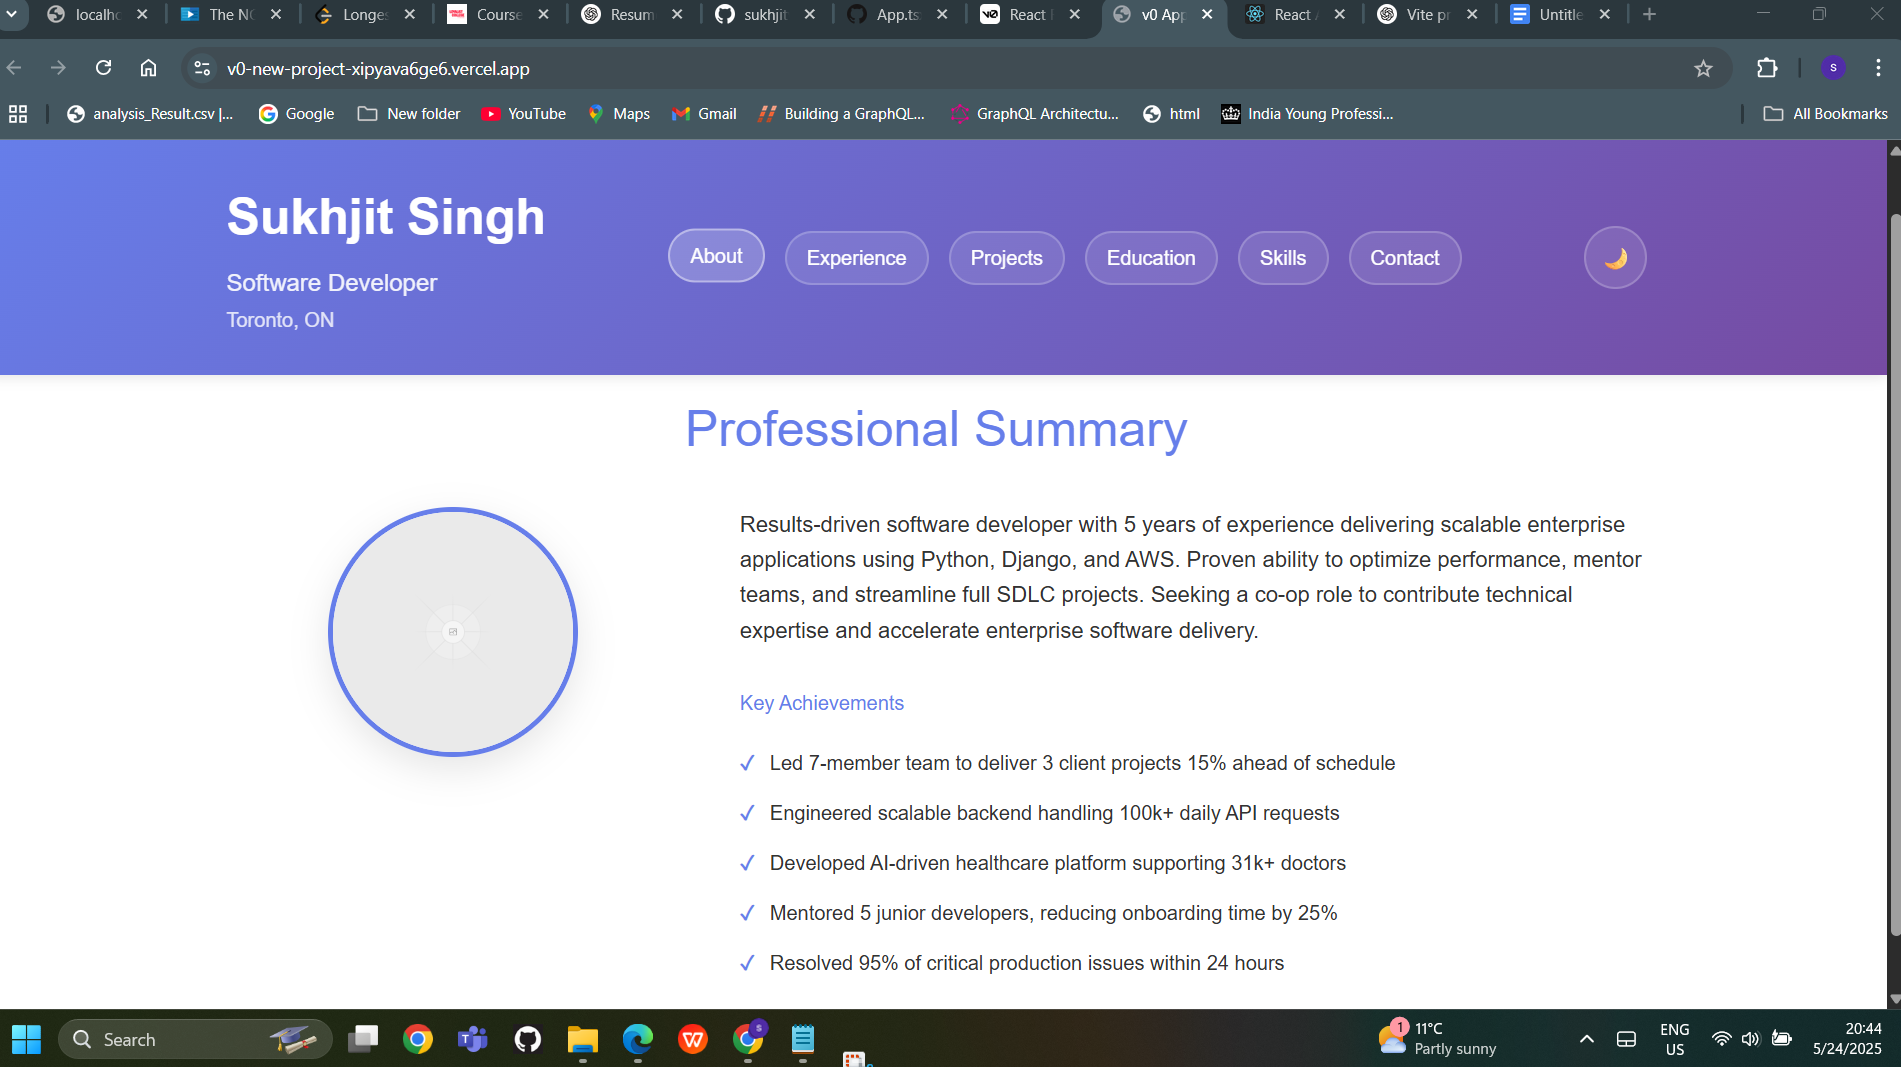 localh
The NO
Longes
Course
Resum
sukhjit
App.ts
React
v0 App
React
Vite pr
Untitle
v0-new-project-xipyava6ge6.vercel.app
S
analysis_Result.csv |...
Google
New folder
YouTube
Maps
Gmail
Building a GraphQL...
GraphQL Architectu...
html
India Young Professi...
All Bookmarks
Sukhjit Singh
Software Developer
Toronto, ON
About
Experience
Projects
Education
Skills
Contact
Professional Summary
Results-driven software developer with 5 years of experience delivering scalable enterprise
applications using Python, Django, and AWS. Proven ability to optimize performance, mentor
teams, and streamline full SDLC projects. Seeking a co-op role to contribute technical
expertise and accelerate enterprise software delivery.
Key Achievements
✓ Led 7-member team to deliver 3 client projects 15% ahead of schedule
✓ Engineered scalable backend handling 100k+ daily API requests
✓ Developed AI-driven healthcare platform supporting 31k+ doctors
✓ Mentored 5 junior developers, reducing onboarding time by 25%
✓ Resolved 95% of critical production issues within 24 hours
Search
1
11°C
Partly sunny
ENG
US
20:44
5/24/2025